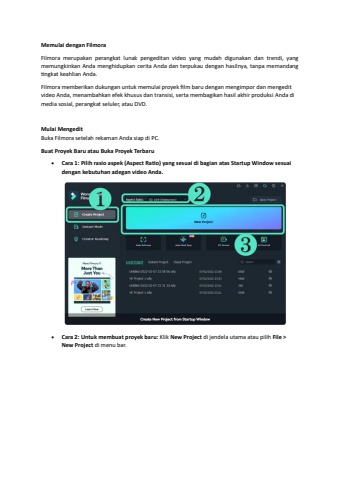 Memulai dengan Filmora
Filmora merupakan perangkat lunak pengeditan video yang mudah digunakan dan trendi, yang
memungkinkan Anda menghidupkan cerita Anda dan terpukau dengan hasilnya, tanpa memandang
tingkat keahlian Anda.
Filmora memberikan dukungan untuk memulai proyek film baru dengan mengimpor dan mengedit
video Anda, menambahkan efek khusus dan transisi, serta membagikan hasil akhir produksi Anda di
media sosial, perangkat seluler, atau DVD.
Mulai Mengedit
Buka Filmora setelah rekaman Anda siap di PC.
Buat Proyek Baru atau Buka Proyek Terbaru
• Cara 1: Pilih rasio aspek (Aspect Ratio) yang sesuai di bagian atas Startup Window sesuai
dengan kebutuhan adegan video Anda.
1
2
Create Project
New Project
3
More Than
Just You
Create New Project from Startup Window
• Cara 2: Untuk membuat proyek baru: Klik New Project di jendela utama atau pilih File >
New Project di menu bar.